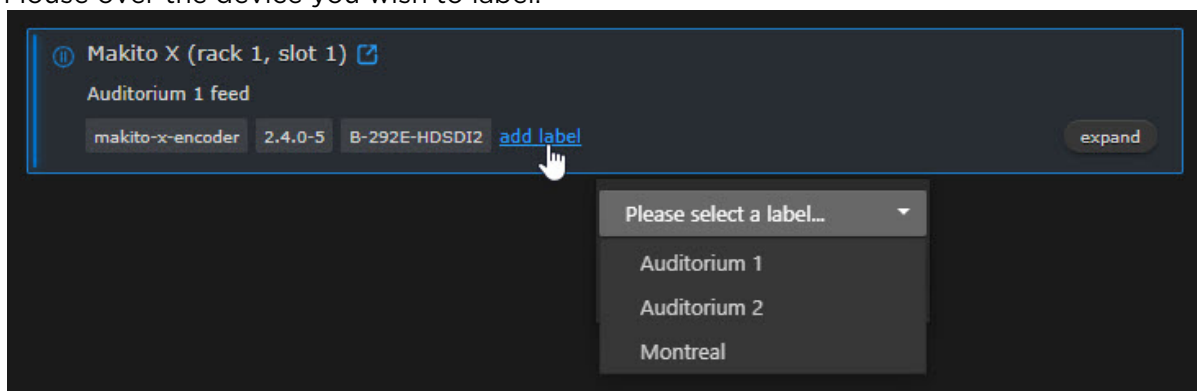 Mouse over the device you wish to label.
Makito X (rack 1, slot 1)
Auditorium 1 feed
makito-x-encoder 2.4.0-5 B-292E-HDSDI2 add label expand
Please select a label...
Auditorium 1
Auditorium 2
Montreal